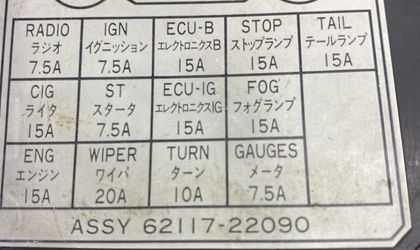 RADIO IGN ECU-B STOP TAIL
ラジオ イグニッション エレクトロニクスB ストップランプ テールランプ
7.5A 7.5A 15A 15A 15A
CIG ST ECU-IG FOG
ライタ スタータ エレクトロニクスIG フォグランプ
15A 7.5A 15A 15A
ENG WIPER TURN GAUGES
エンジン ワイパ ターン メータ
15A 20A 10A 7.5A
ASSY 62117-22090